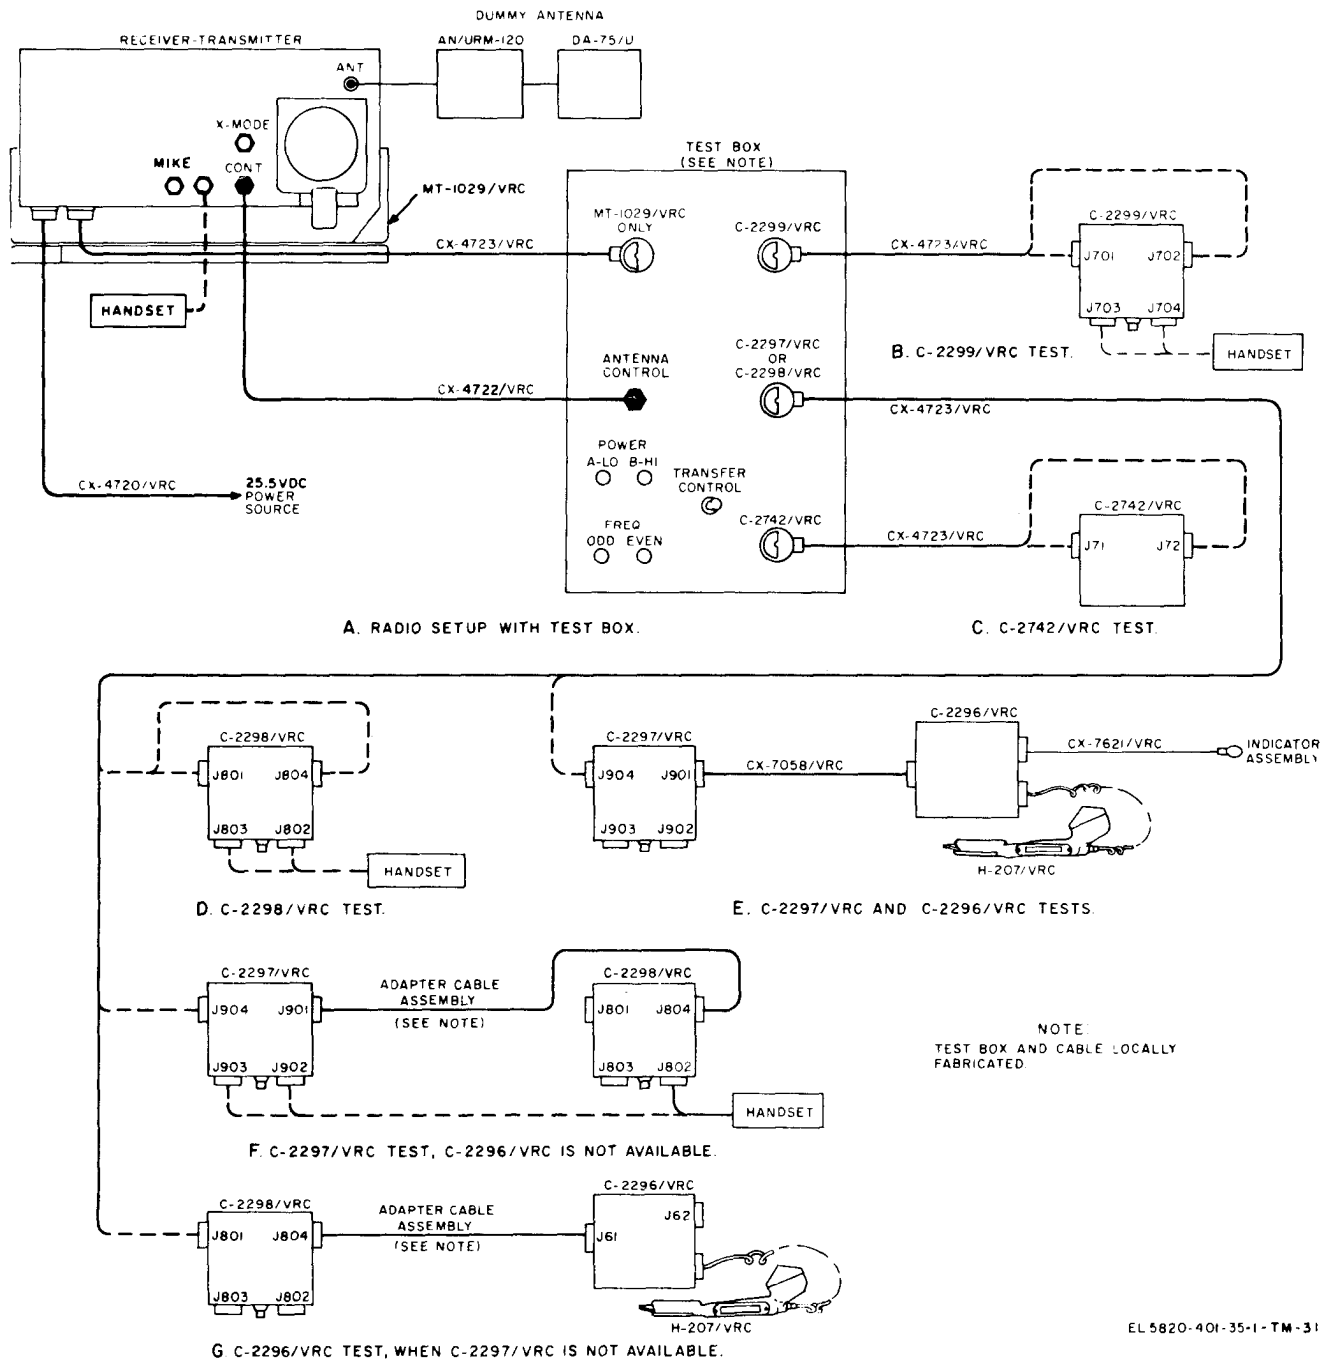 DUMMY ANTENNA
RECEIVER-TRANSMITTER
AN/URM-120
DA-75/U
ANT
X-MODE
MIKE
CONT
MT-1029/VRC
CX-4723/VRC
HANDSET
CX-4722/VRC
CX-4720/VRC
25.5VDC
POWER
SOURCE
TEST BOX
(SEE NOTE)
MT-1029/VRC
ONLY
C-2299/VRC
ANTENNA
CONTROL
C-2297/VRC
OR
C-2298/VRC
POWER
A-LO B-HI
TRANSFER
CONTROL
FREQ
ODD EVEN
C-2742/VRC
CX-4723/VRC
C-2299/VRC
J701 J702
J703 J704
HANDSET
B. C-2299/VRC TEST.
CX-4723/VRC
CX-4723/VRC
C-2742/VRC
J71 J72
A. RADIO SETUP WITH TEST BOX.
C. C-2742/VRC TEST.
C-2298/VRC
J801 J804
J803 J802
HANDSET
D. C-2298/VRC TEST.
C-2297/VRC
J904 J901
J903 J902
CX-7058/VRC
C-2296/VRC
CX-7621/VRC
INDICATOR
ASSEMBLY
H-207/VRC
E. C-2297/VRC AND C-2296/VRC TESTS.
C-2297/VRC
J904 J901
J903 J902
ADAPTER CABLE
ASSEMBLY
(SEE NOTE)
C-2298/VRC
J801 J804
J803 J802
HANDSET
NOTE:
TEST BOX AND CABLE LOCALLY
FABRICATED.
F. C-2297/VRC TEST, C-2296/VRC IS NOT AVAILABLE.
C-2298/VRC
J801 J804
J803 J802
ADAPTER CABLE
ASSEMBLY
(SEE NOTE)
C-2296/VRC
J62
J61
H-207/VRC
G. C-2296/VRC TEST, WHEN C-2297/VRC IS NOT AVAILABLE.
EL 5820-401-35-1-TM-31